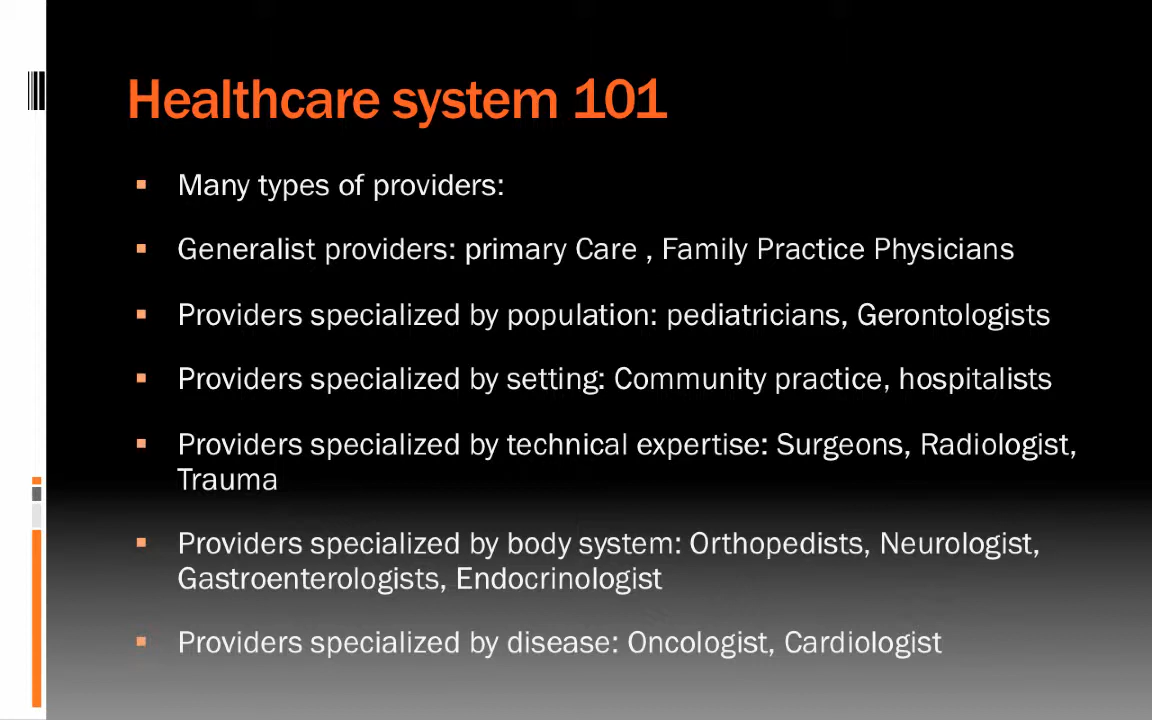 Healthcare system 101
▪ Many types of providers:
▪ Generalist providers: primary Care , Family Practice Physicians
▪ Providers specialized by population: pediatricians, Gerontologists
▪ Providers specialized by setting: Community practice, hospitalists
▪ Providers specialized by technical expertise: Surgeons, Radiologist,
Trauma
▪ Providers specialized by body system: Orthopedists, Neurologist,
Gastroenterologists, Endocrinologist
▪ Providers specialized by disease: Oncologist, Cardiologist